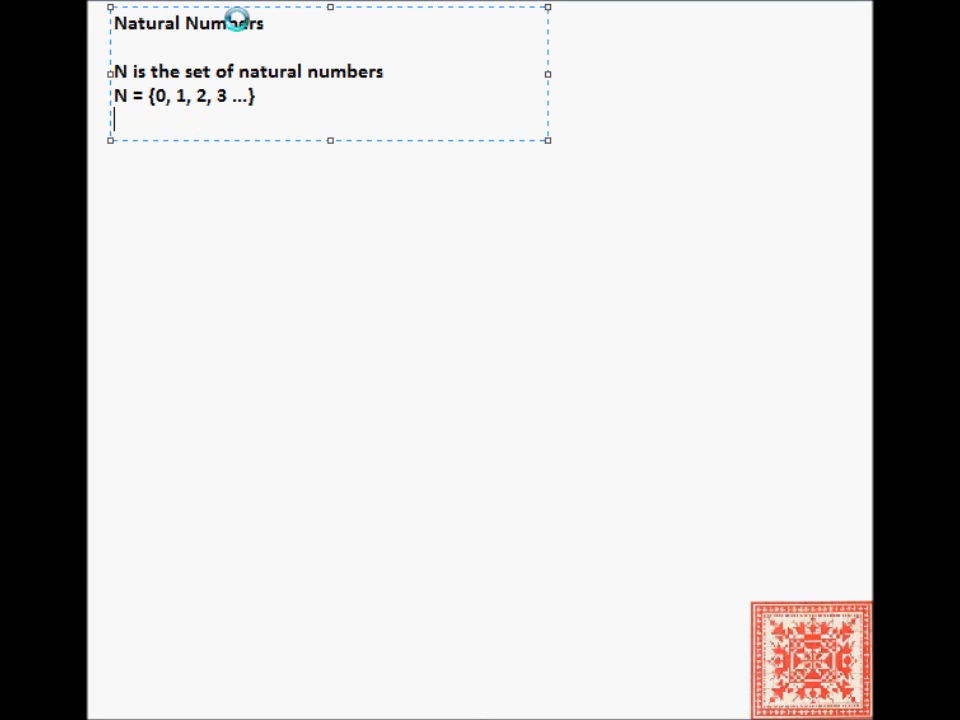 Natural Numbers
N is the set of natural numbers
N = {0, 1, 2, 3 ...}